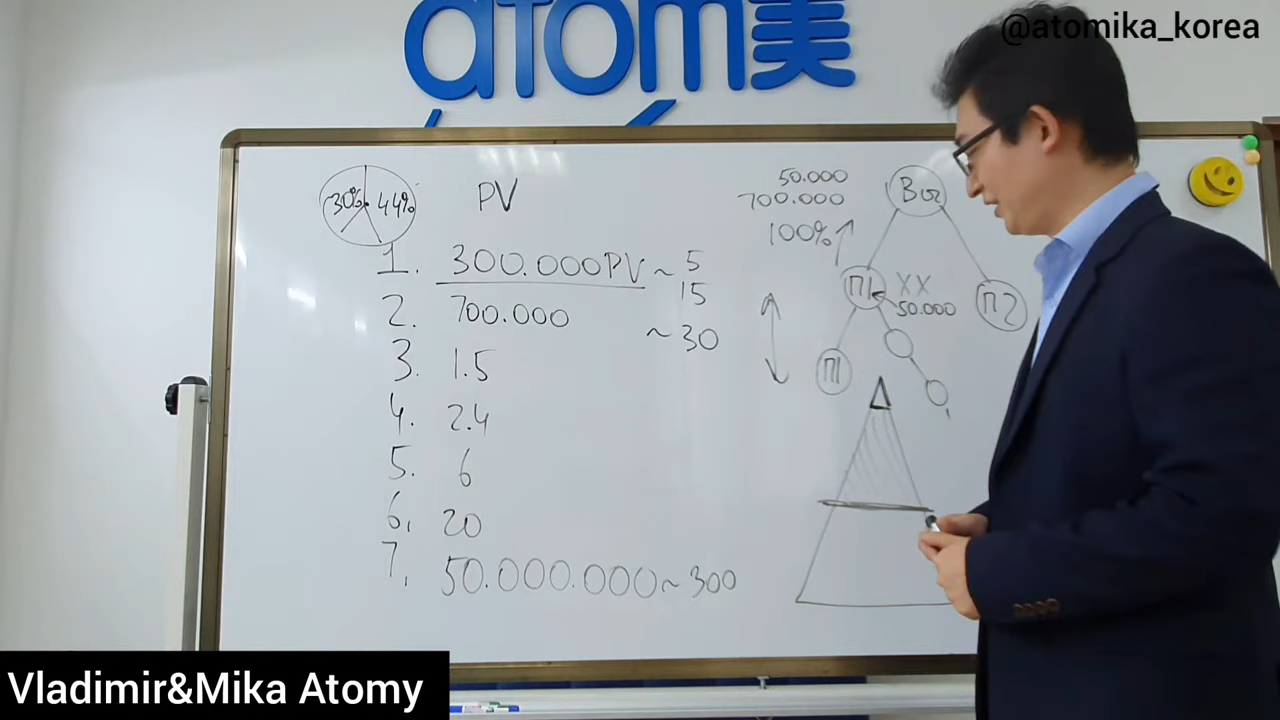 @atomika_korea
atom美
30% 44%
PV
1. 300.000PV ~ 5
15
2. 700.000
~ 30
3. 1.5
4. 2.4
5. 6
6. 20
7. 50.000.000 ~ 300
50.000
700.000
100%
П1
XX
50.000
П2
П1
Vladimir&Mika Atomy